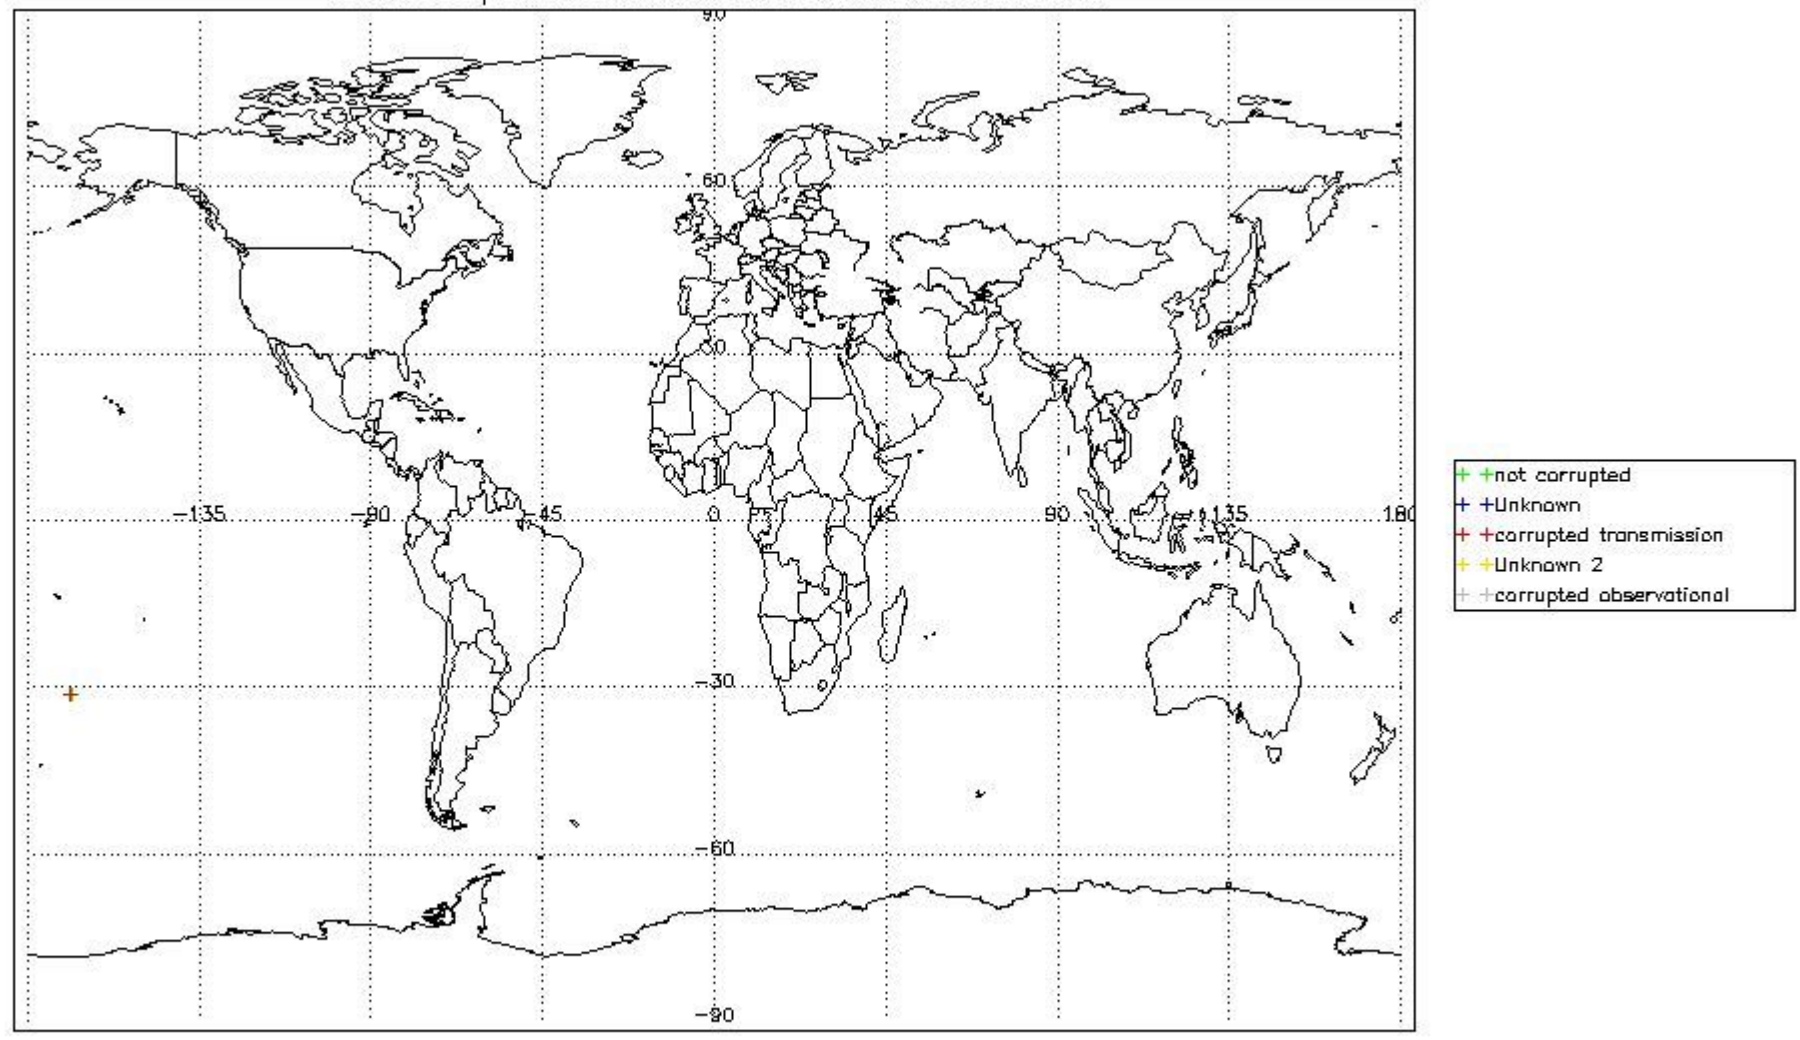 90
60
30
-135 -90 -45 0 45 90 135 180
-30
-60
-90
not corrupted
Unknown
corrupted transmission
Unknown 2
corrupted observational